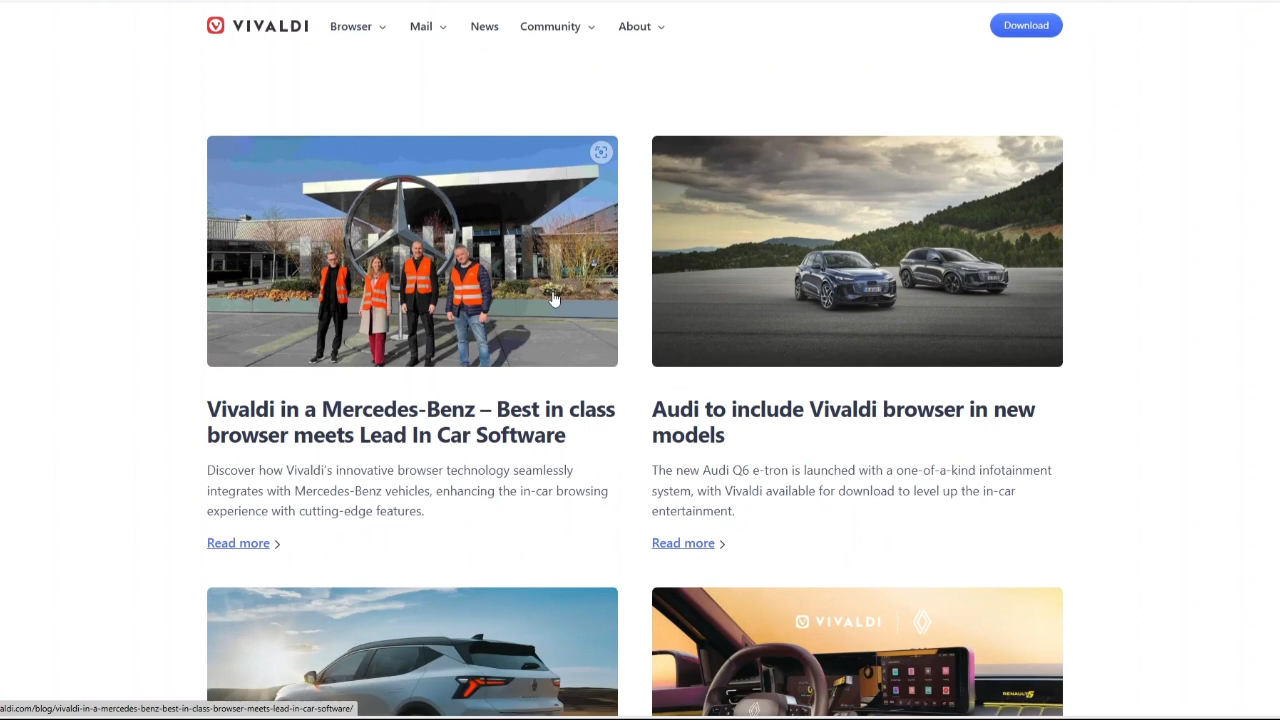 VIVALDI Browser Mail News Community About Download
Vivaldi in a Mercedes-Benz – Best in class
browser meets Lead In Car Software
Discover how Vivaldi's innovative browser technology seamlessly
integrates with Mercedes-Benz vehicles, enhancing the in-car browsing
experience with cutting-edge features.
Read more
Audi to include Vivaldi browser in new
models
The new Audi Q6 e-tron is launched with a one-of-a-kind infotainment
system, with Vivaldi available for download to level up the in-car
entertainment.
Read more
VIVALDI
RENAULT 5
aldi.com/blog/vivaldi-in-a-mercedes-benz-best-in-class-browser-meets-lead-in-car-software/